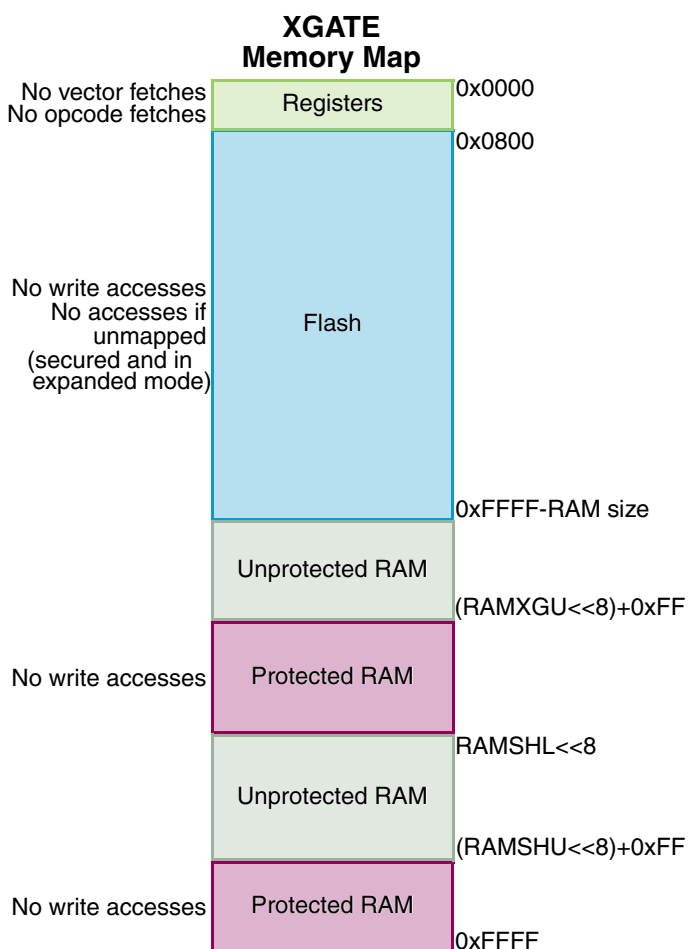 XGATE
Memory Map
No vector fetches
No opcode fetches
Registers
0x0000
0x0800
No write accesses
No accesses if
unmapped
(secured and in
expanded mode)
Flash
0xFFFF-RAM size
Unprotected RAM
(RAMXGU<<8)+0xFF
No write accesses
Protected RAM
RAMSHL<<8
Unprotected RAM
(RAMSHU<<8)+0xFF
No write accesses
Protected RAM
0xFFFF